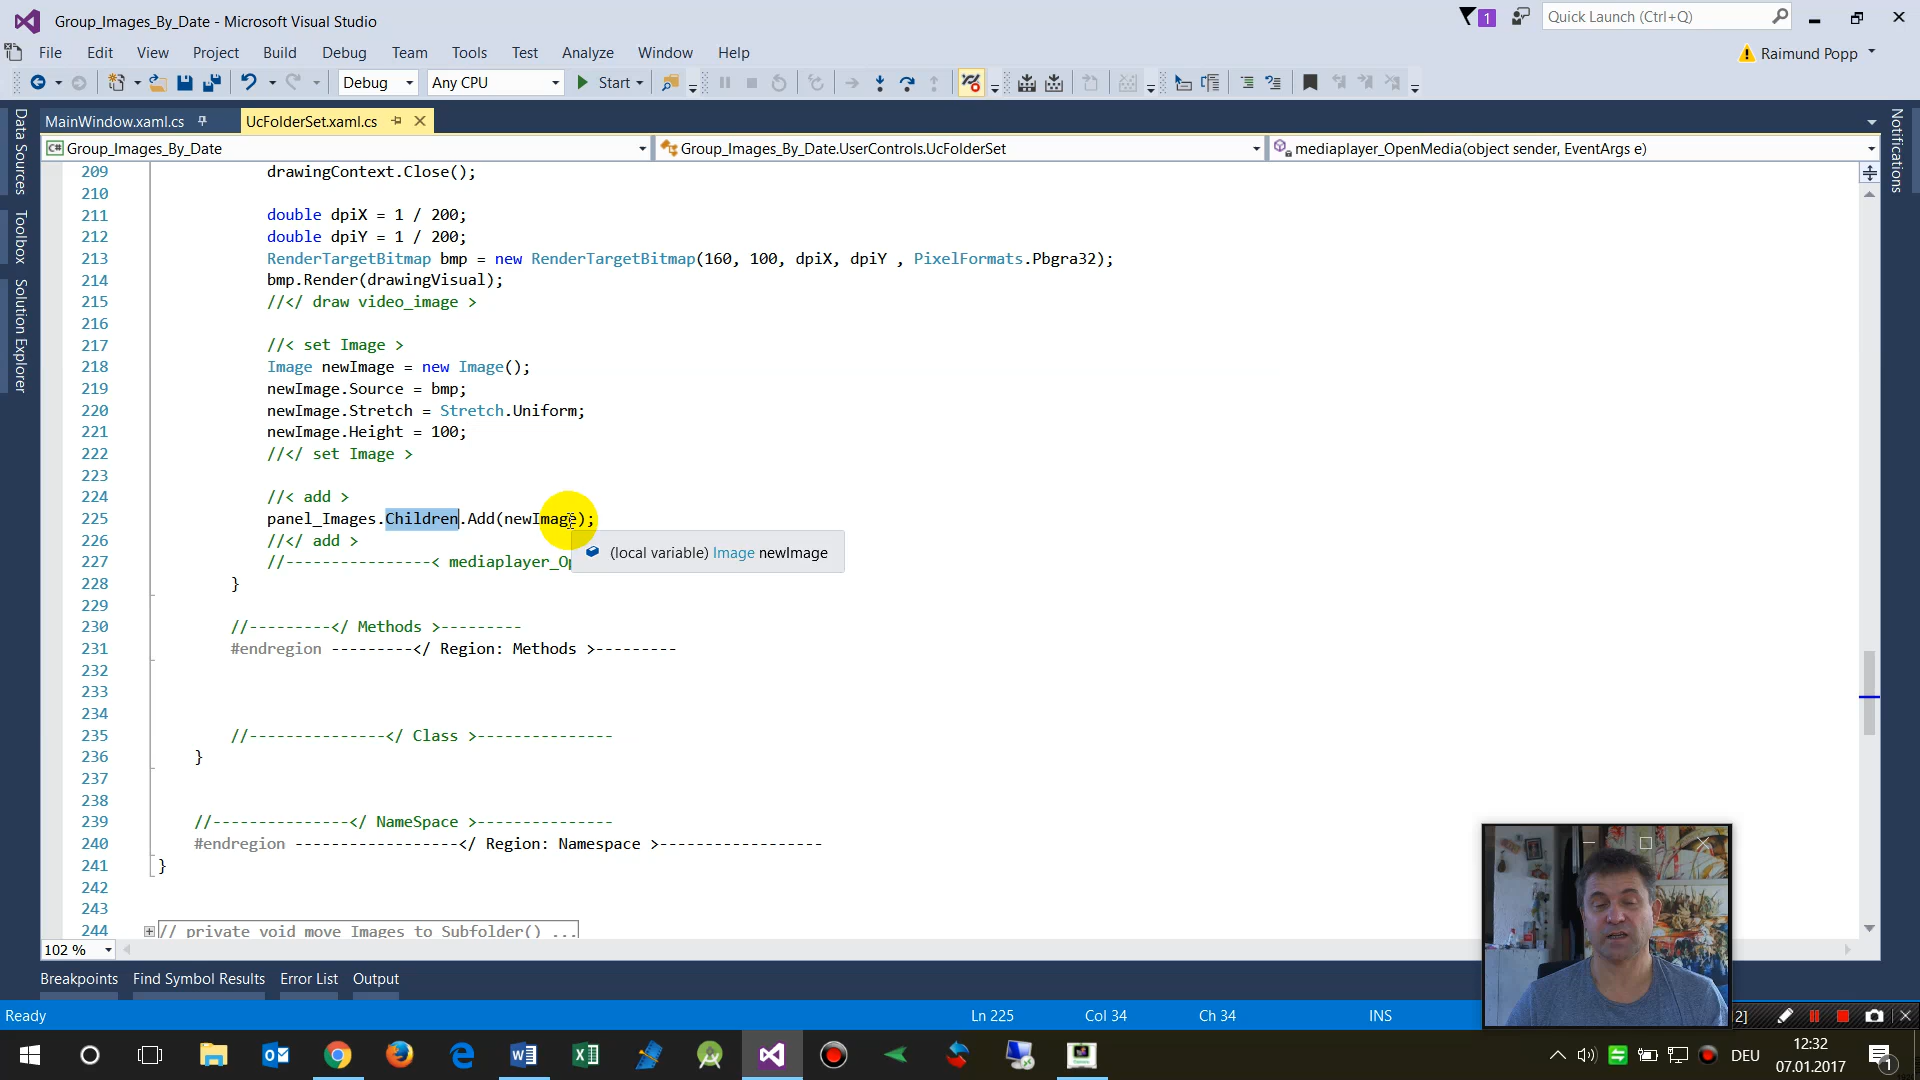 Group_Images_By_Date - Microsoft Visual Studio
1
Quick Launch (Ctrl+Q)
File Edit View Project Build Debug Team Tools Test Analyze Window Help
Raimund Popp
Debug Any CPU Start
MainWindow.xaml.cs UcFolderSet.xaml.cs
Group_Images_By_Date Group_Images_By_Date.UserControls.UcFolderSet mediaplayer_OpenMedia(object sender, EventArgs e)
Data Sources
Toolbox
Solution Explorer
Notifications
209 drawingContext.Close();
210
211 double dpiX = 1 / 200;
212 double dpiY = 1 / 200;
213 RenderTargetBitmap bmp = new RenderTargetBitmap(160, 100, dpiX, dpiY , PixelFormats.Pbgra32);
214 bmp.Render(drawingVisual);
215 //</ draw video_image >
216
217 //< set Image >
218 Image newImage = new Image();
219 newImage.Source = bmp;
220 newImage.Stretch = Stretch.Uniform;
221 newImage.Height = 100;
222 //</ set Image >
223
224 //< add >
225 panel_Images.Children.Add(newImage);
226 //</ add >
(local variable) Image newImage
227 //----------------< mediaplayer_Op
228 }
229
230 //---------</ Methods >---------
231 #endregion ---------</ Region: Methods >---------
232
233
234
235 //---------------</ Class >---------------
236 }
237
238
239 //---------------</ NameSpace >---------------
240 #endregion ------------------</ Region: Namespace >------------------
241 }
242
243
244 // private void move Images to Subfolder() ...
102 %
Breakpoints Find Symbol Results Error List Output
Ready Ln 225 Col 34 Ch 34 INS
2]
DEU
12:32
07.01.2017
1